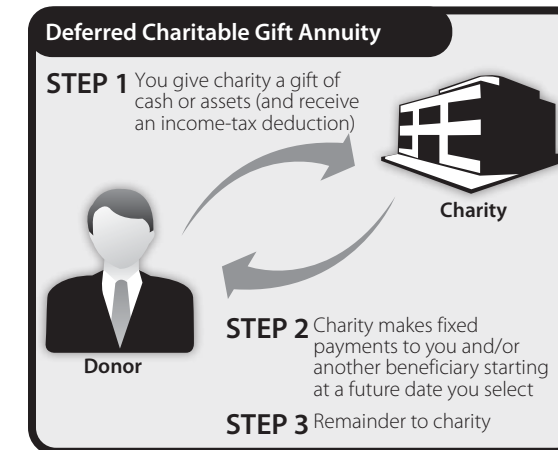 Deferred Charitable Gift Annuity
STEP 1 You give charity a gift of
cash or assets (and receive
an income-tax deduction)
Charity
Donor
STEP 2 Charity makes fixed
payments to you and/or
another beneficiary starting
at a future date you select
STEP 3 Remainder to charity